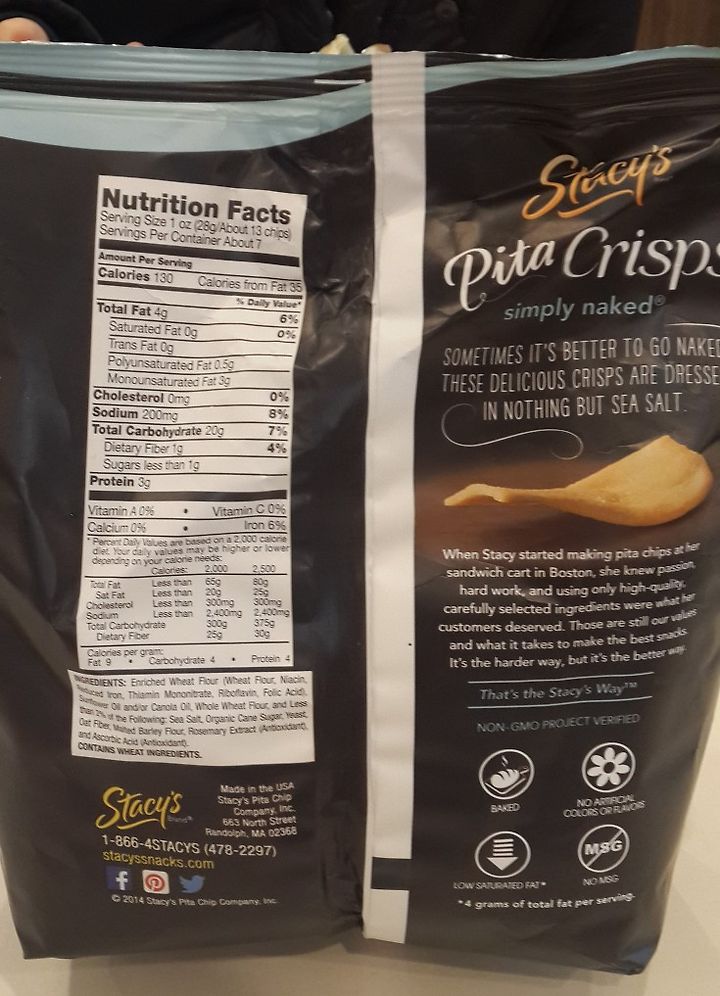 Nutrition Facts
Serving Size 1 oz (28g/About 13 chips)
Servings Per Container About 7
Amount Per Serving
Calories 130 Calories from Fat 35
% Daily Value*
Total Fat 4g 6%
Saturated Fat 0g 0%
Trans Fat 0g
Polyunsaturated Fat 0.5g
Monounsaturated Fat 3g
Cholesterol 0mg 0%
Sodium 200mg 8%
Total Carbohydrate 20g 7%
Dietary Fiber 1g 4%
Sugars less than 1g
Protein 3g
Vitamin A 0% • Vitamin C 0%
Calcium 0% • Iron 6%
*Percent Daily Values are based on a 2,000 calorie
diet. Your daily values may be higher or lower
depending on your calorie needs:
Calories: 2,000 2,500
Total Fat Less than 65g 80g
Sat Fat Less than 20g 25g
Cholesterol Less than 300mg 300mg
Sodium Less than 2,400mg 2,400mg
Total Carbohydrate 300g 375g
Dietary Fiber 25g 30g
Calories per gram:
Fat 9 • Carbohydrate 4 • Protein 4
INGREDIENTS: Enriched Wheat Flour (Wheat Flour, Niacin,
Reduced Iron, Thiamin Mononitrate, Riboflavin, Folic Acid),
Sunflower Oil and/or Canola Oil, Whole Wheat Flour, and Less
than 2% of the Following: Sea Salt, Organic Cane Sugar, Yeast,
Oat Fiber, Malted Barley Flour, Rosemary Extract (Antioxidant),
and Ascorbic Acid (Antioxidant).
CONTAINS WHEAT INGREDIENTS.
Stacy's
brand®
Made in the USA
Stacy's Pita Chip
Company, Inc.
663 North Street
Randolph, MA 02368
1-866-4STACYS (478-2297)
stacyssnacks.com
© 2014 Stacy's Pita Chip Company, Inc.
Stacy's
Pita Crisps
simply naked®
SOMETIMES IT'S BETTER TO GO NAKED
THESE DELICIOUS CRISPS ARE DRESSE
IN NOTHING BUT SEA SALT.
When Stacy started making pita chips at her
sandwich cart in Boston, she knew passion,
hard work, and using only high-quality,
carefully selected ingredients were what her
customers deserved. Those are still our values
and what it takes to make the best snacks.
It's the harder way, but it's the better way.
That's the Stacy's Way™
NON-GMO PROJECT VERIFIED
BAKED
NO ARTIFICIAL
COLORS OR FLAVORS
LOW SATURATED FAT*
MSG
NO MSG
*4 grams of total fat per serving.